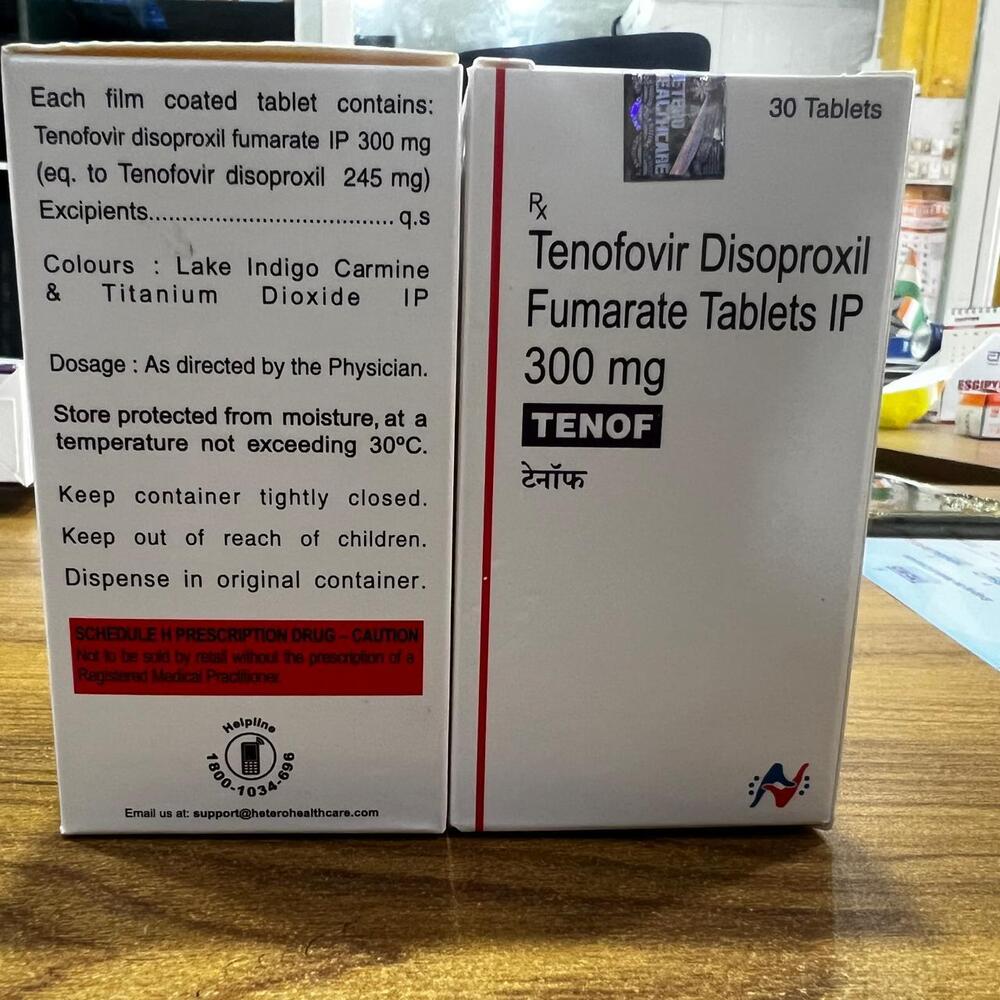 Each film coated tablet contains:
Tenofovir disoproxil fumarate IP 300 mg
(eq. to Tenofovir disoproxil 245 mg)
Excipients..................................... q.s
Colours : Lake Indigo Carmine
& Titanium Dioxide IP
Dosage : As directed by the Physician.
Store protected from moisture, at a
temperature not exceeding 30ºC.
Keep container tightly closed.
Keep out of reach of children.
Dispense in original container.
SCHEDULE H PRESCRIPTION DRUG – CAUTION
Not to be sold by retail without the prescription of a
Registered Medical Practitioner.
Helpline
1800-1034-696
Email us at: support@heterohealthcare.com
HETERO
HEALTHCARE
30 Tablets
Rx
Tenofovir Disoproxil
Fumarate Tablets IP
300 mg
TENOF
टेनॉफ